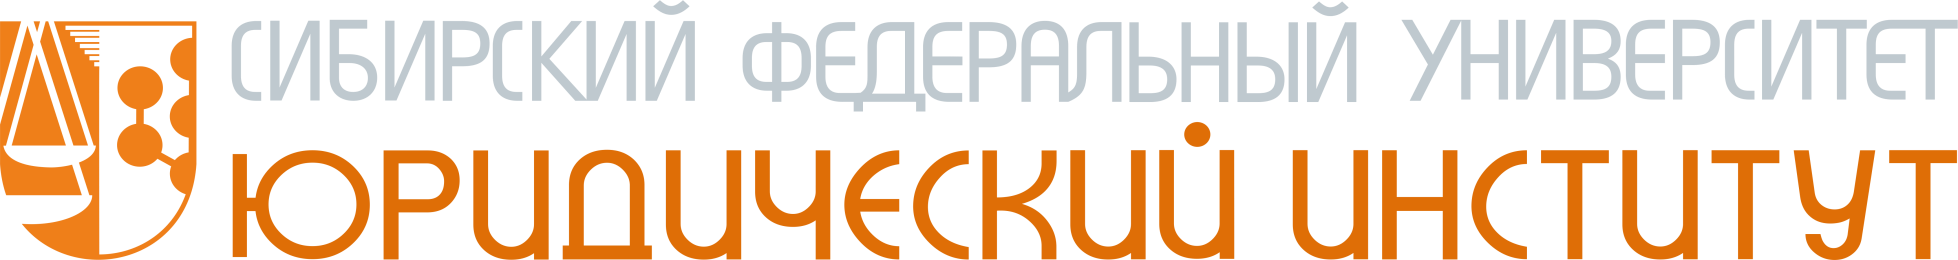 СИБИРСКИЙ ФЕДЕРАЛЬНЫЙ УНИВЕРСИТЕТ
ЮРИДИЧЕСКИЙ ИНСТИТУТ